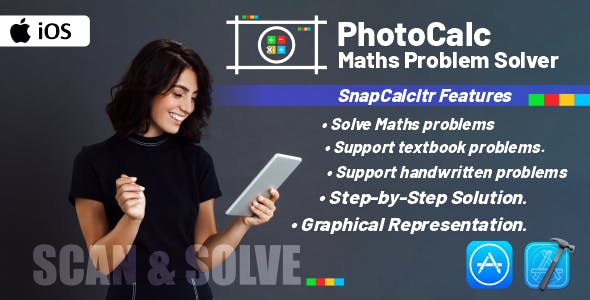 iOS
PhotoCalc
Maths Problem Solver
SnapCalcltr Features
• Solve Maths problems
• Support textbook problems.
• Support handwritten problems
• Step-by-Step Solution.
• Graphical Representation.
SCAN & SOLVE